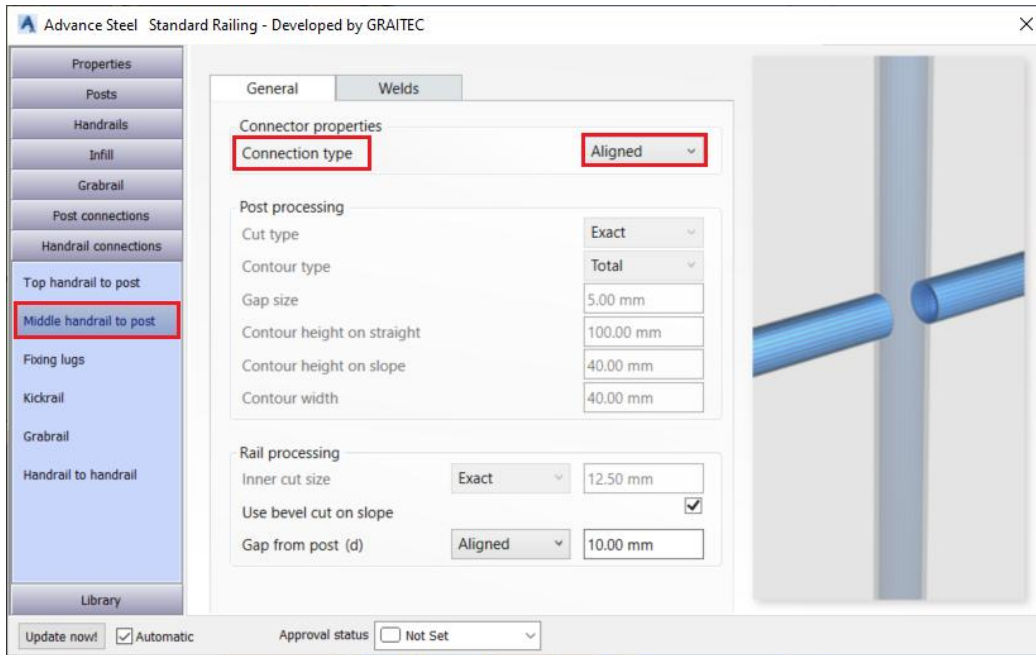 Advance Steel Standard Railing - Developed by GRAITEC
Properties
Posts
Handrails
Infill
Grabrail
Post connections
Handrail connections
Top handrail to post
Middle handrail to post
Fixing lugs
Kickrail
Grabrail
Handrail to handrail
Library
General Welds
Connector properties
Connection type Aligned
Post processing
Cut type Exact
Contour type Total
Gap size 5.00 mm
Contour height on straight 100.00 mm
Contour height on slope 40.00 mm
Contour width 40.00 mm
Rail processing
Inner cut size Exact 12.50 mm
Use bevel cut on slope
Gap from post (d) Aligned 10.00 mm
Update now! Automatic Approval status Not Set